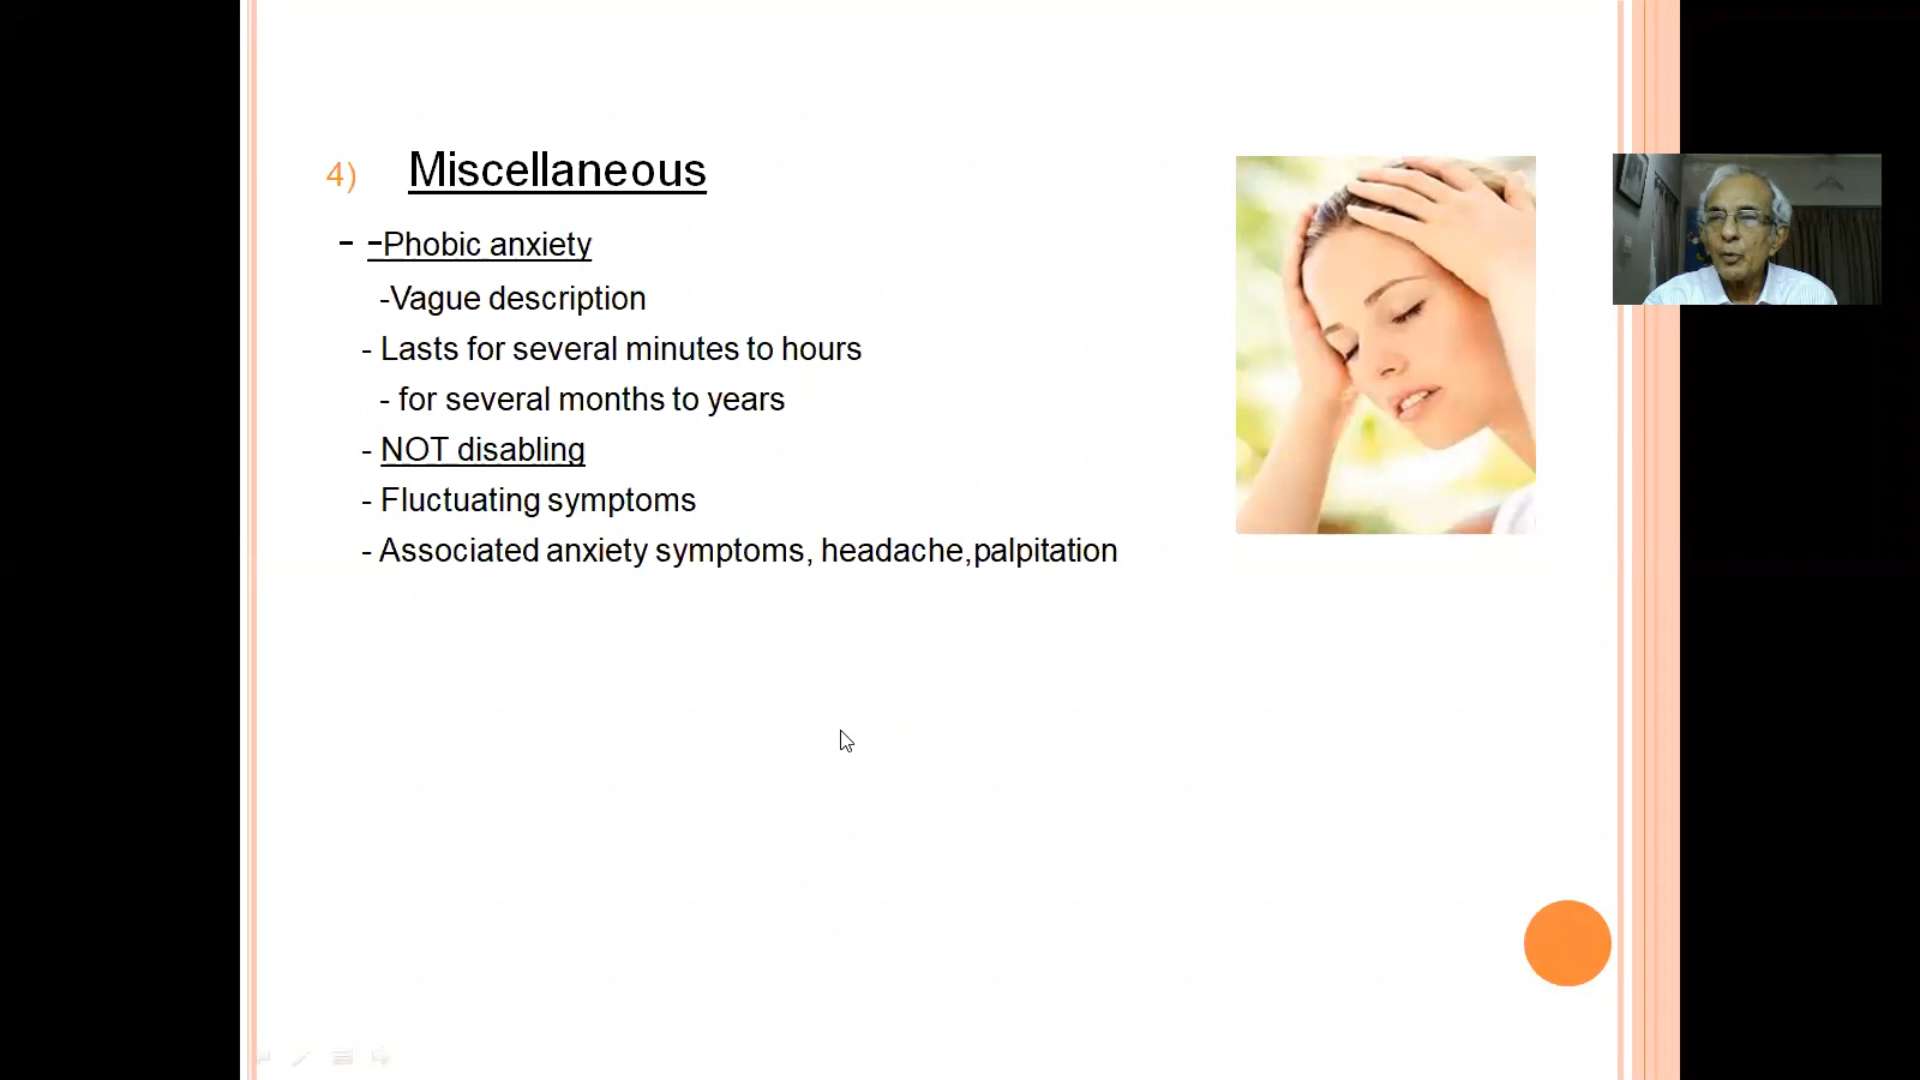 4) Miscellaneous
- -Phobic anxiety
-Vague description
- Lasts for several minutes to hours
- for several months to years
- NOT disabling
- Fluctuating symptoms
- Associated anxiety symptoms, headache,palpitation